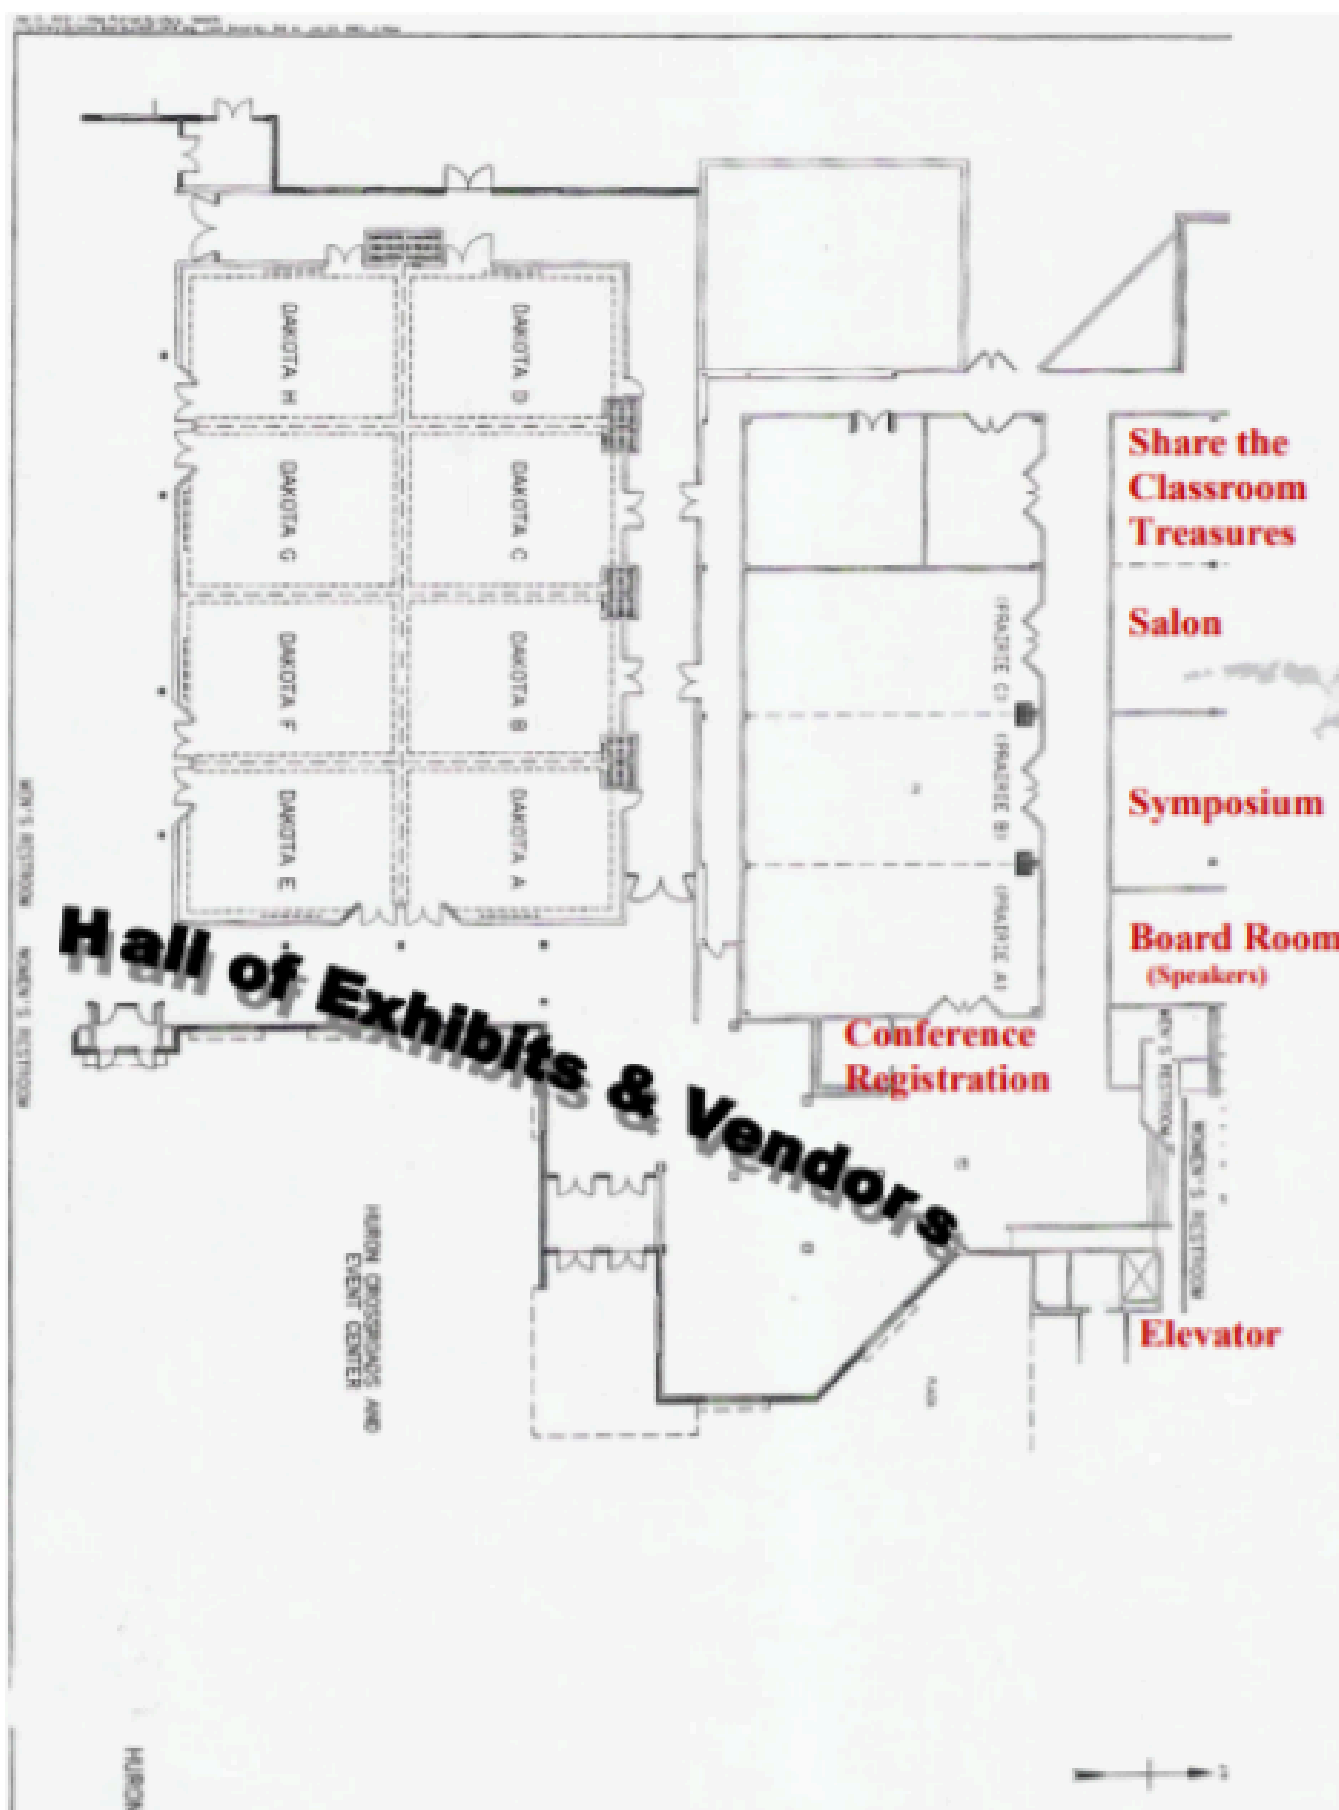 DAKOTA H
DAKOTA D
DAKOTA G
DAKOTA C
DAKOTA F
DAKOTA B
DAKOTA E
DAKOTA A
(PRAIRIE C)
(PRAIRIE B)
(PRAIRIE A)
Share the
Classroom
Treasures
Salon
Symposium
Board Room
(Speakers)
MEN'S RESTROOM
WOMEN'S RESTROOM
Hall of Exhibits & Vendors
Conference
Registration
MEN'S RESTROOM
WOMEN'S RESTROOM
Elevator
HURON CROSSROADS AND
EVENT CENTER
HURON